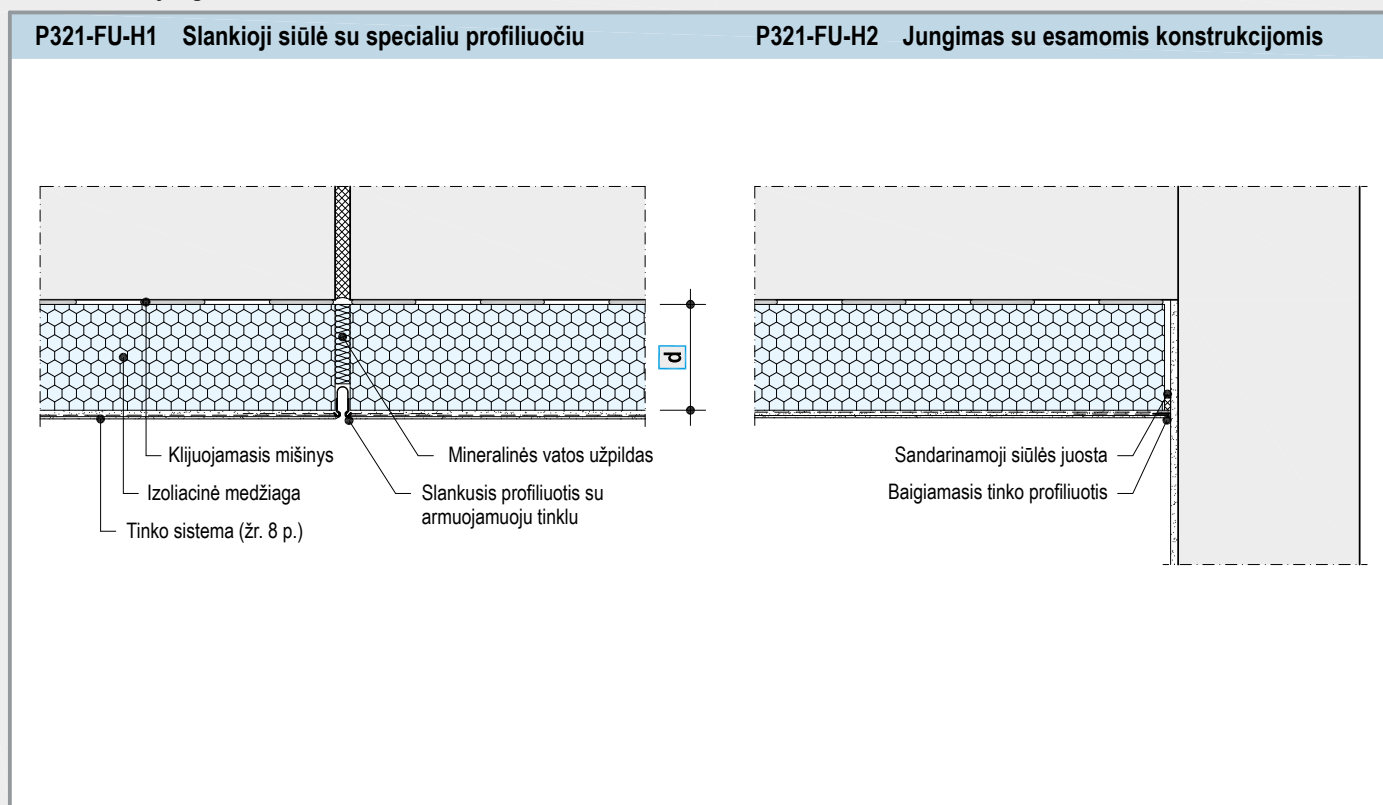 P321-FU-H1 Slankioji siūlė su specialiu profiliuočiu
Klijuojamasis mišinys
Izoliacinė medžiaga
Tinko sistema (žr. 8 p.)
Mineralinės vatos užpildas
Slankusis profiliuotis su
armuojamuoju tinklu
d
P321-FU-H2 Jungimas su esamomis konstrukcijomis
Sandarinamoji siūlės juosta
Baigiamasis tinko profiliuotis